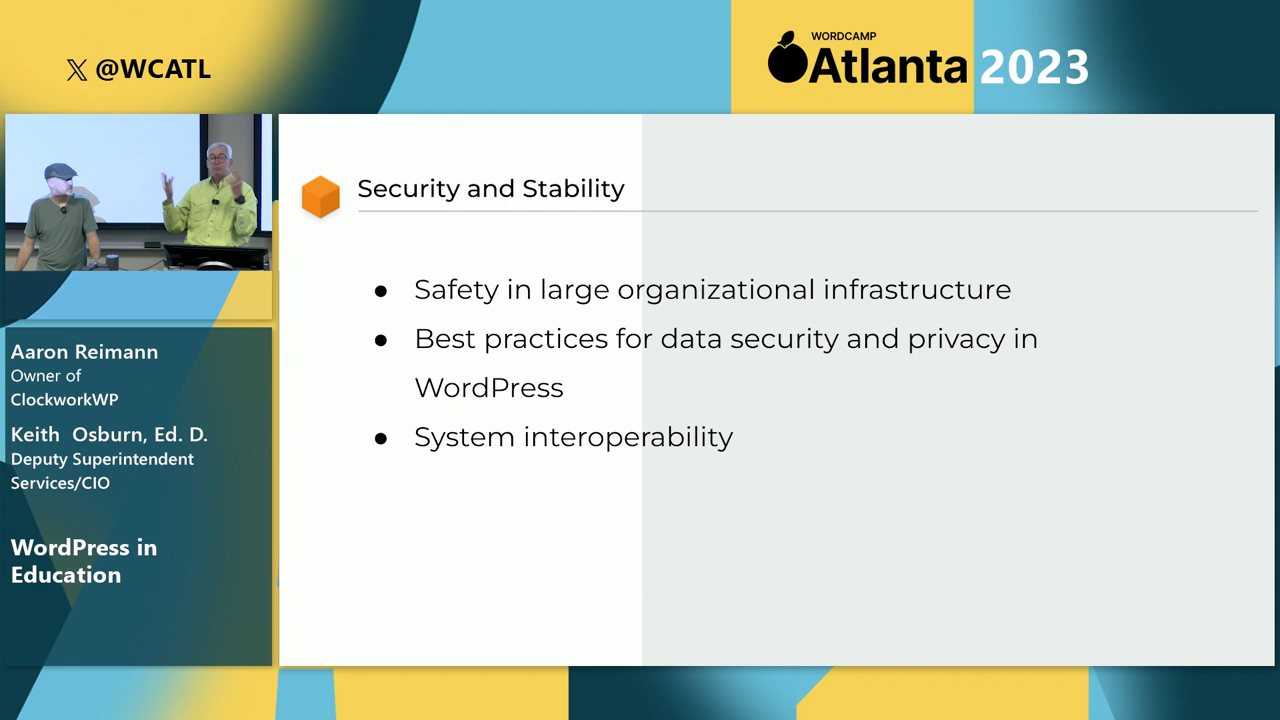 𝕏 @WCATL
WORDCAMP
Atlanta 2023
Security and Stability
● Safety in large organizational infrastructure
● Best practices for data security and privacy in
WordPress
● System interoperability
Aaron Reimann
Owner of
ClockworkWP
Keith Osburn, Ed. D.
Deputy Superintendent
Services/CIO
WordPress in
Education